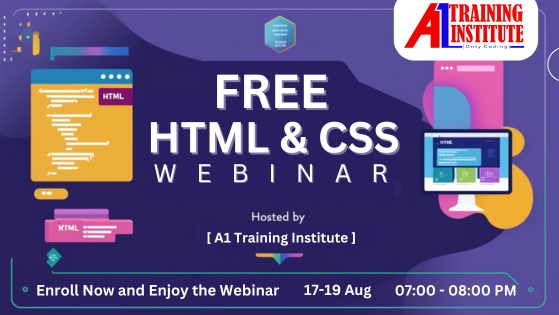 A1 TRAINING
INSTITUTE
(Only Coding)
HTML
FREE
HTML & CSS
WEBINAR
HTML
Hosted by
[ A1 Training Institute ]
HTML
Enroll Now and Enjoy the Webinar
17-19 Aug
07:00 - 08:00 PM